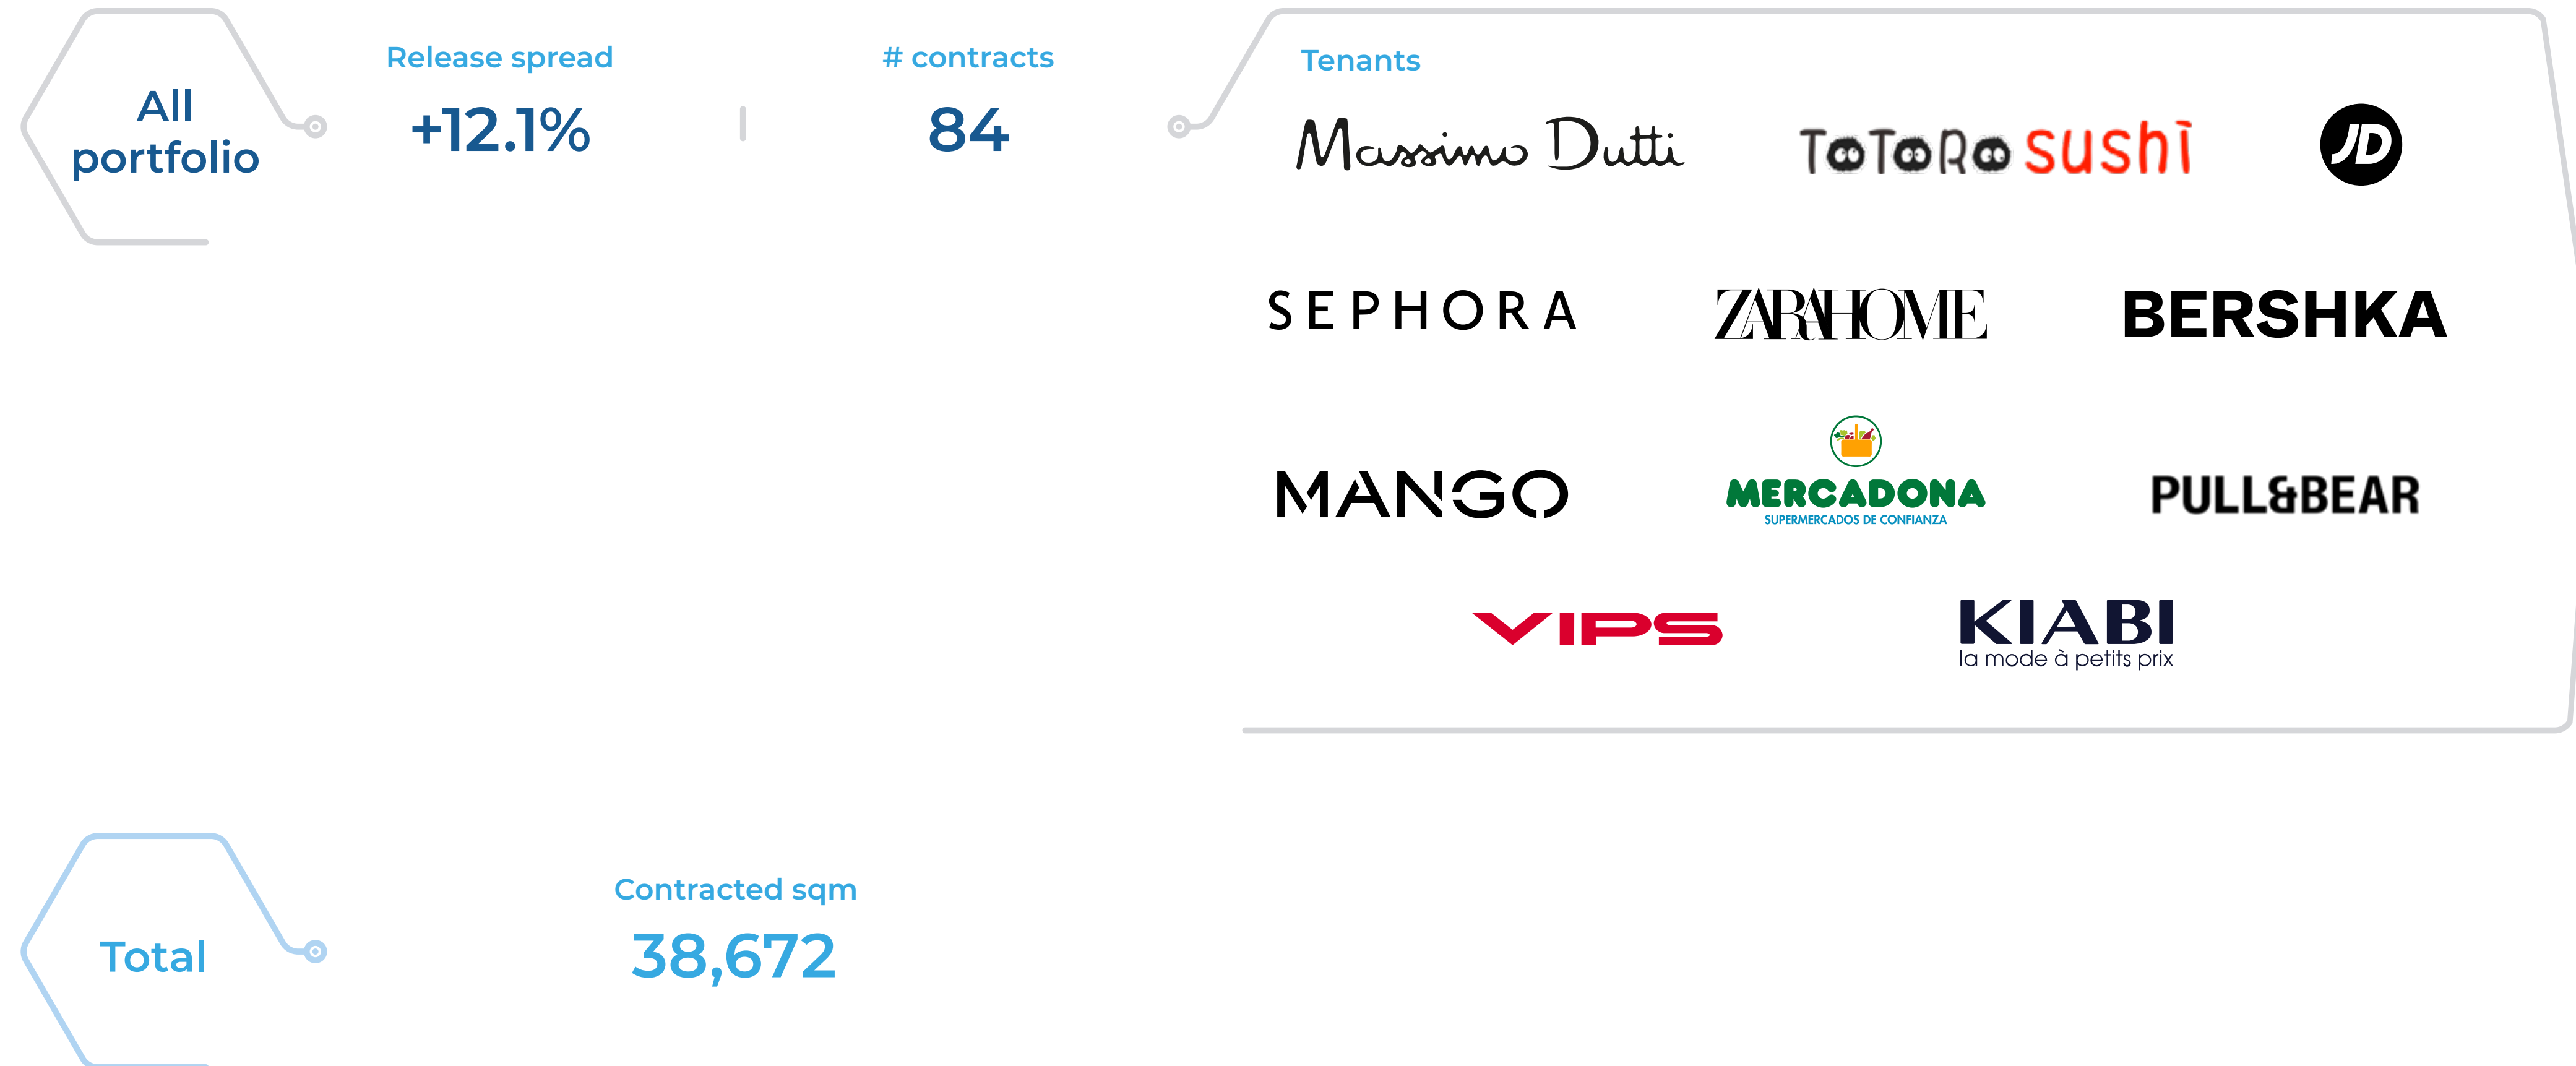 All
portfolio
Release spread
+12.1%
# contracts
84
Tenants
Massimo Dutti
ToToRo sushi
JD
SEPHORA
ZARA HOME
BERSHKA
MANGO
MERCADONA
SUPERMERCADOS DE CONFIANZA
PULL&BEAR
VIPS
KIABI
la mode à petits prix
Total
Contracted sqm
38,672